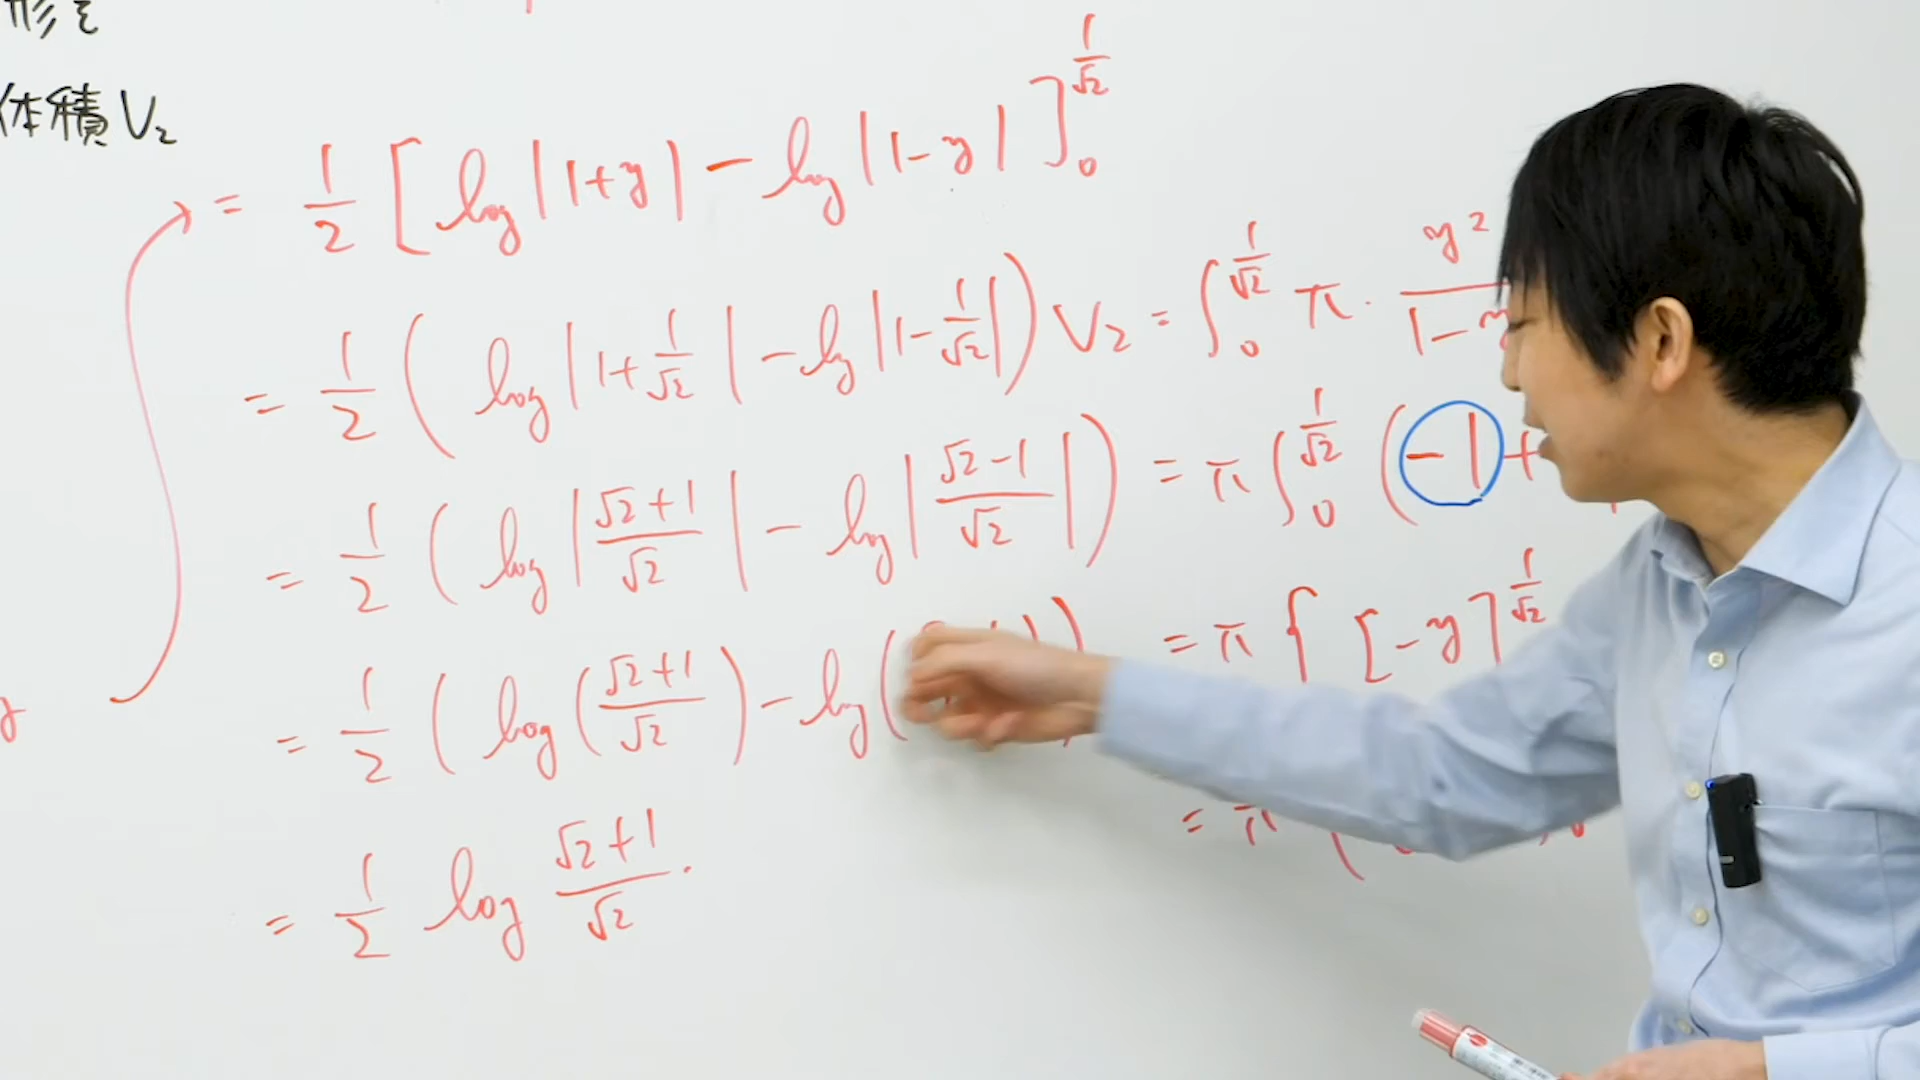 形を
体積 V₂
= 1/2 [ log|1+y| − log|1−y| ]₀^{1/√2}
= 1/2 ( log|1+1/√2| − log|1−1/√2| )
= 1/2 ( log|(√2+1)/√2| − log|(√2−1)/√2| )
= 1/2 ( log((√2+1)/√2) − log(
= 1/2 log (√2+1)/√2 ·
V₂ = ∫₀^{1/√2} π · y²/(1−
= π ∫₀^{1/√2} ( −1 +
= π { [−y]^{1/√2}
= π (